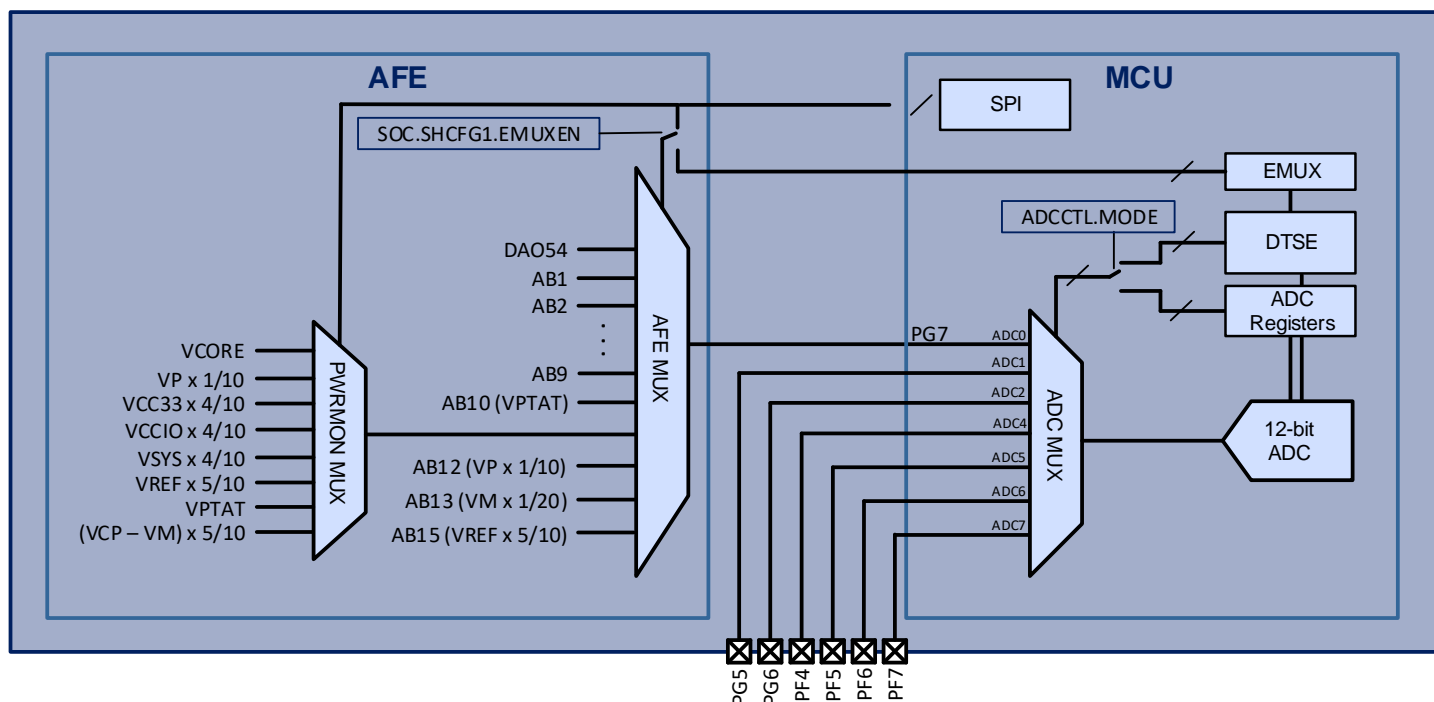 AFE
MCU
SPI
SOC.SHCFG1.EMUXEN
EMUX
ADCCTL.MODE
DTSE
ADC
Registers
DAO54
AB1
AB2
AB9
AB10 (VPTAT)
AB12 (VP x 1/10)
AB13 (VM x 1/20)
AB15 (VREF x 5/10)
AFE MUX
VCORE
VP x 1/10
VCC33 x 4/10
VCCIO x 4/10
VSYS x 4/10
VREF x 5/10
VPTAT
(VCP – VM) x 5/10
PWRMON MUX
PG7
ADC0
ADC1
ADC2
ADC4
ADC5
ADC6
ADC7
ADC MUX
12-bit
ADC
PG5
PG6
PF4
PF5
PF6
PF7